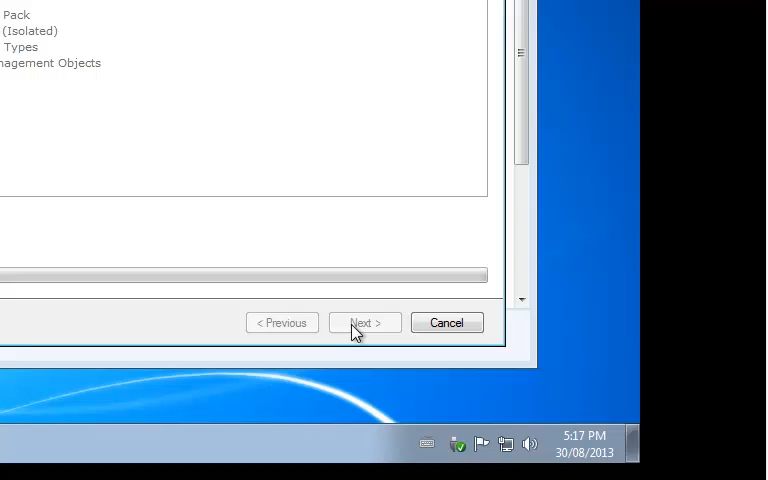 Pack
(Isolated)
Types
nagement Objects
< Previous
Next >
Cancel
5:17 PM
30/08/2013